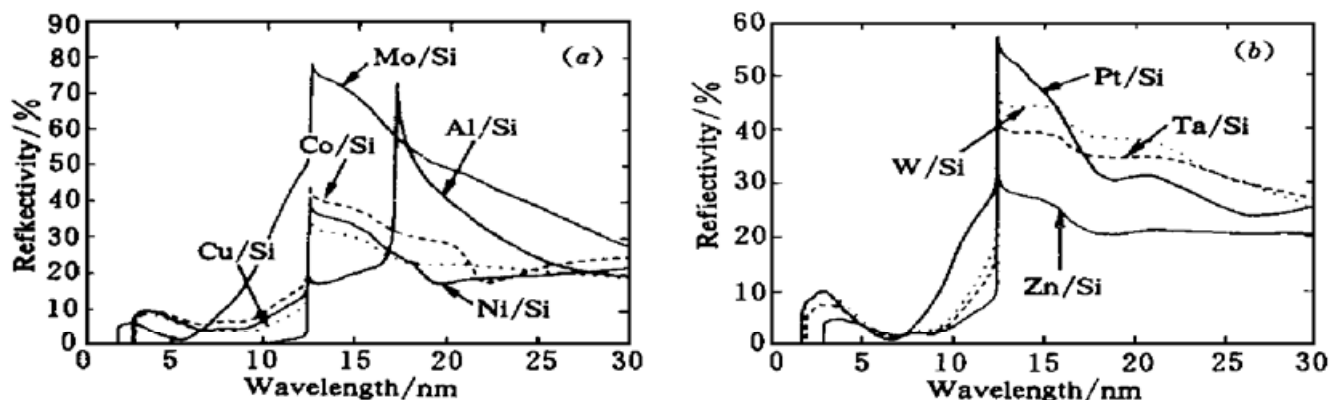 90
80
70
60
50
40
30
20
10
0
Refkectivity/%
(a)
Mo/Si
Al/Si
Co/Si
Cu/Si
Ni/Si
0 5 10 15 20 25 30
Wavelength/nm
60
50
40
30
20
10
0
Refiectivity/%
(b)
Pt/Si
Ta/Si
W/Si
Zn/Si
0 5 10 15 20 25 30
Wavelength/nm